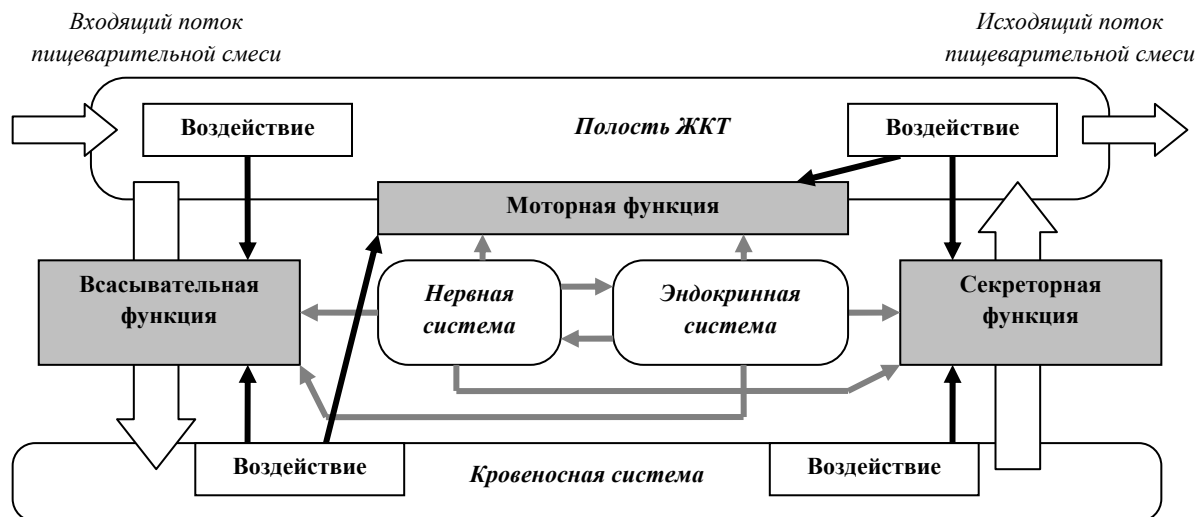 Входящий поток
пищеварительной смеси
Исходящий поток
пищеварительной смеси
Воздействие
Полость ЖКТ
Воздействие
Моторная функция
Всасывательная
функция
Нервная
система
Эндокринная
система
Секреторная
функция
Воздействие
Кровеносная система
Воздействие